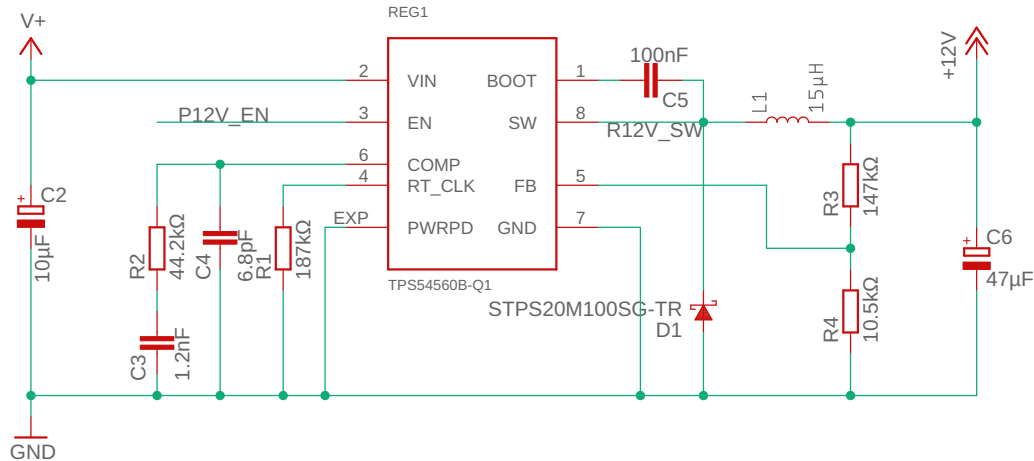 REG1
V+
+12V
100nF
2
VIN
BOOT
1
C5
L1
15µH
P12V_EN
3
EN
SW
8
R12V_SW
6
COMP
4
RT_CLK
FB
5
EXP
PWRPD
GND
7
+
C2
10µF
R2
44.2kΩ
C4
6.8pF
R1
187kΩ
R3
147kΩ
+
C6
47µF
TPS54560B-Q1
STPS20M100SG-TR
D1
R4
10.5kΩ
C3
1.2nF
GND